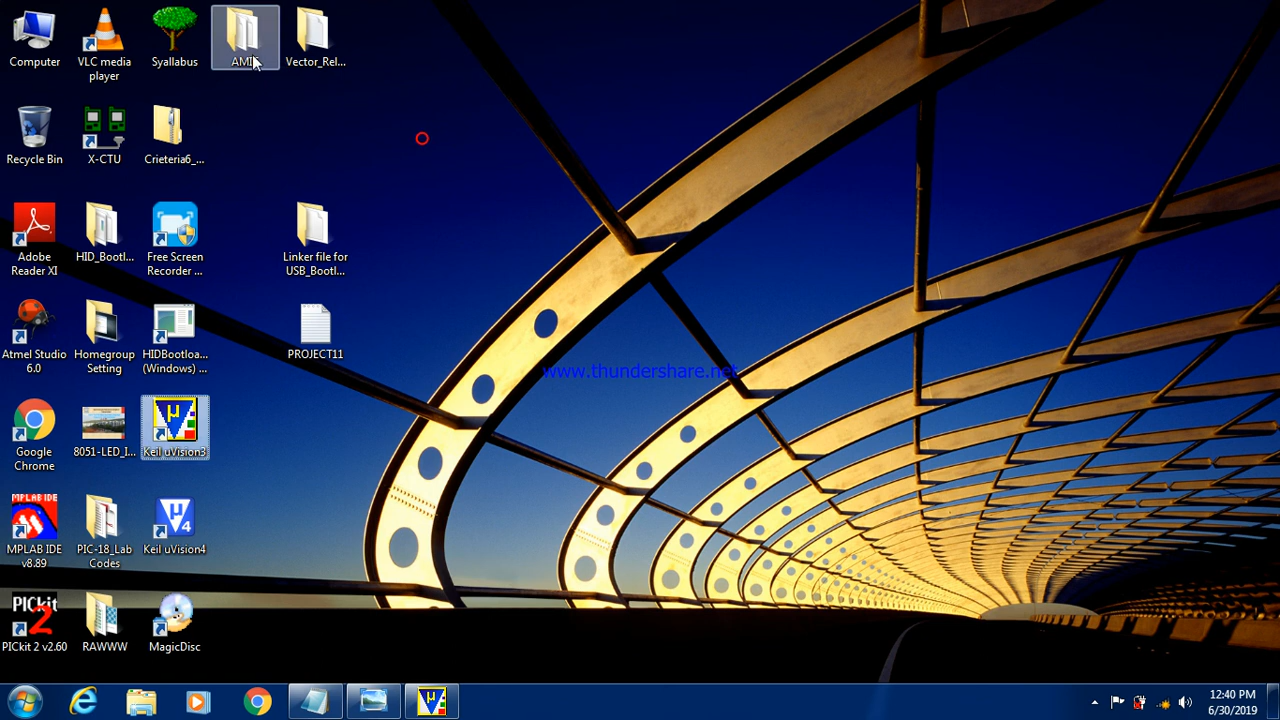 Computer
VLC media
player
Syallabus
Vector_Rel...
Recycle Bin
X-CTU
Crieteria6_...
Adobe
Reader XI
HID_Bootl...
Free Screen
Recorder ...
Linker file for
USB_Bootl...
Atmel Studio
6.0
Homegroup
Setting
HIDBootloa...
(Windows) ...
PROJECT11
www.thundershare.net
Google
Chrome
8051-LED_I...
µ
Keil uVision3
MPLAB IDE
MPLAB IDE
v8.89
PIC-18_Lab
Codes
V4
Keil uVision4
PICkit
2
PICkit 2 v2.60
RAWWW
MagicDisc
µ
12:40 PM
6/30/2019